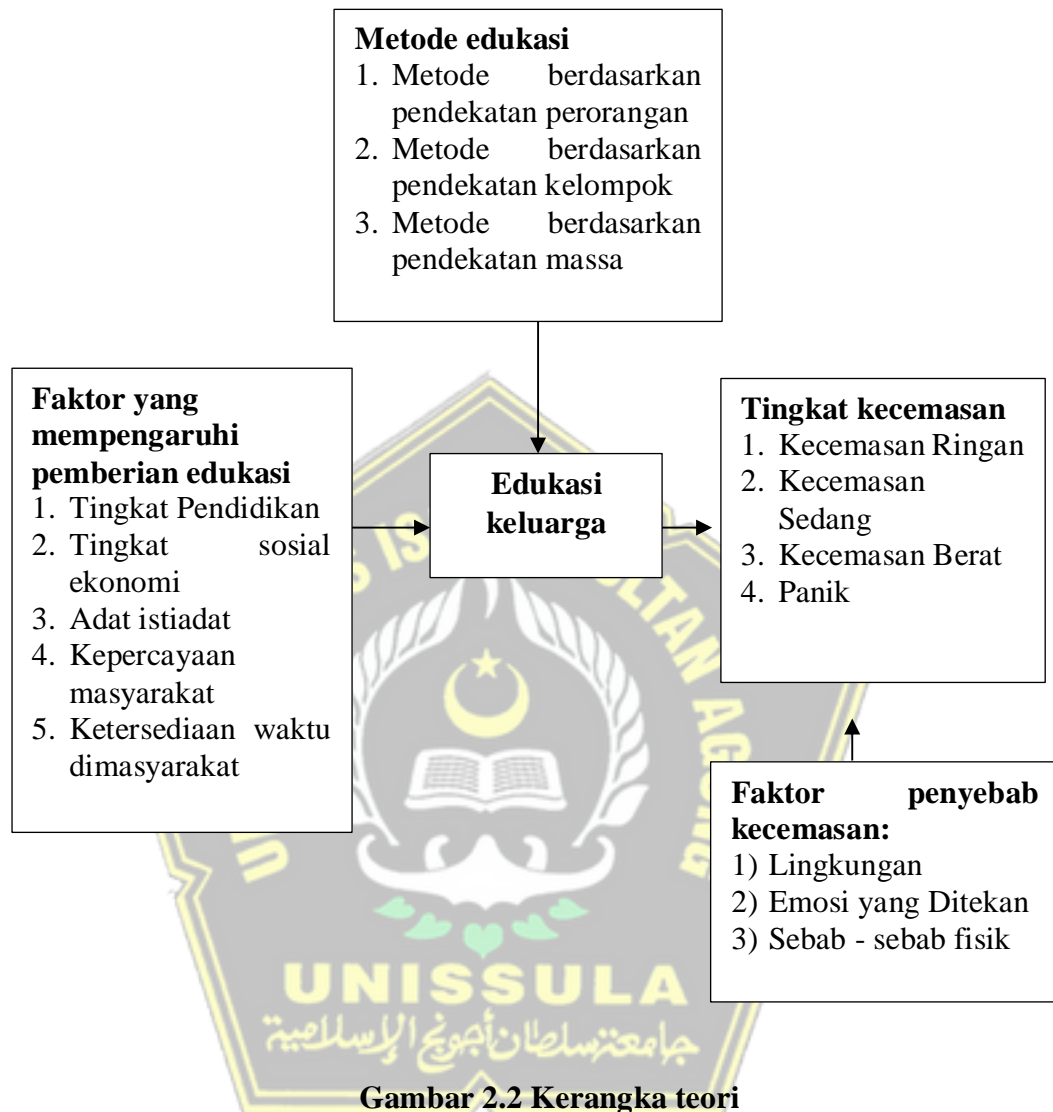 Metode edukasi
1. Metode berdasarkan
pendekatan perorangan
2. Metode berdasarkan
pendekatan kelompok
3. Metode berdasarkan
pendekatan massa
Faktor yang
mempengaruhi
pemberian edukasi
1. Tingkat Pendidikan
2. Tingkat sosial
ekonomi
3. Adat istiadat
4. Kepercayaan
masyarakat
5. Ketersediaan waktu
dimasyarakat
Edukasi
keluarga
Tingkat kecemasan
1. Kecemasan Ringan
2. Kecemasan
Sedang
3. Kecemasan Berat
4. Panik
Faktor penyebab
kecemasan:
1) Lingkungan
2) Emosi yang Ditekan
3) Sebab - sebab fisik
UNISSULA
جامعة سلطان أجونج الإسلامية
Gambar 2.2 Kerangka teori